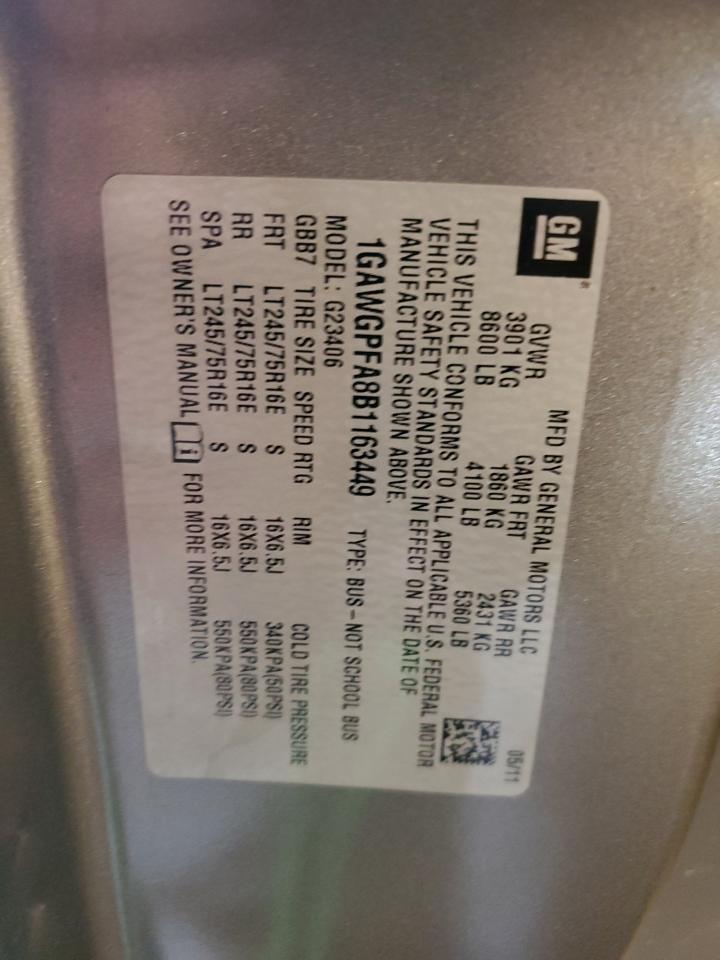 GM®
MFD BY GENERAL MOTORS LLC 05/11
GVWR GAWR FRT GAWR RR
3901 KG 1860 KG 2431 KG
8600 LB 4100 LB 5360 LB
THIS VEHICLE CONFORMS TO ALL APPLICABLE U.S. FEDERAL MOTOR
VEHICLE SAFETY STANDARDS IN EFFECT ON THE DATE OF
MANUFACTURE SHOWN ABOVE.
1GAWGPFA8B1163449 TYPE: BUS – NOT SCHOOL BUS
MODEL: G23406
GBB7 TIRE SIZE SPEED RTG RIM COLD TIRE PRESSURE
FRT LT245/75R16E S 16X6.5J 340KPA(50PSI)
RR LT245/75R16E S 16X6.5J 550KPA(80PSI)
SPA LT245/75R16E S 16X6.5J 550KPA(80PSI)
SEE OWNER'S MANUAL i FOR MORE INFORMATION.